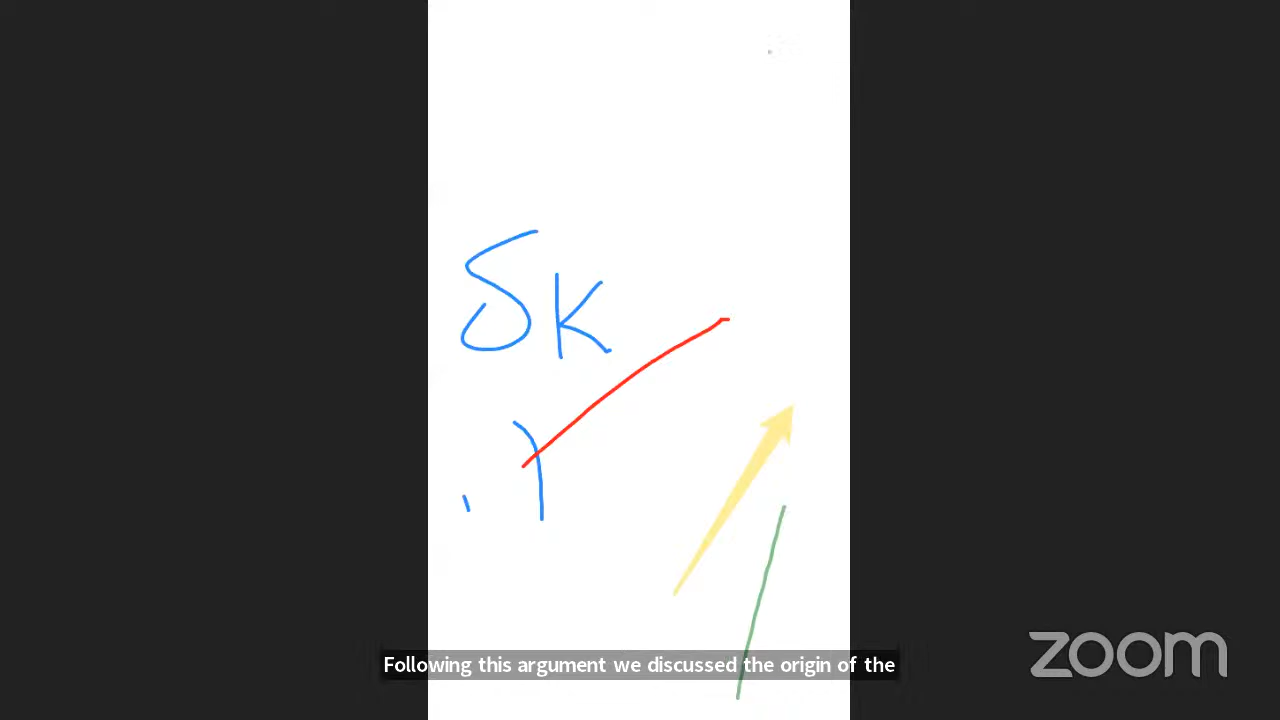 δK
Following this argument we discussed the origin of the
zoom